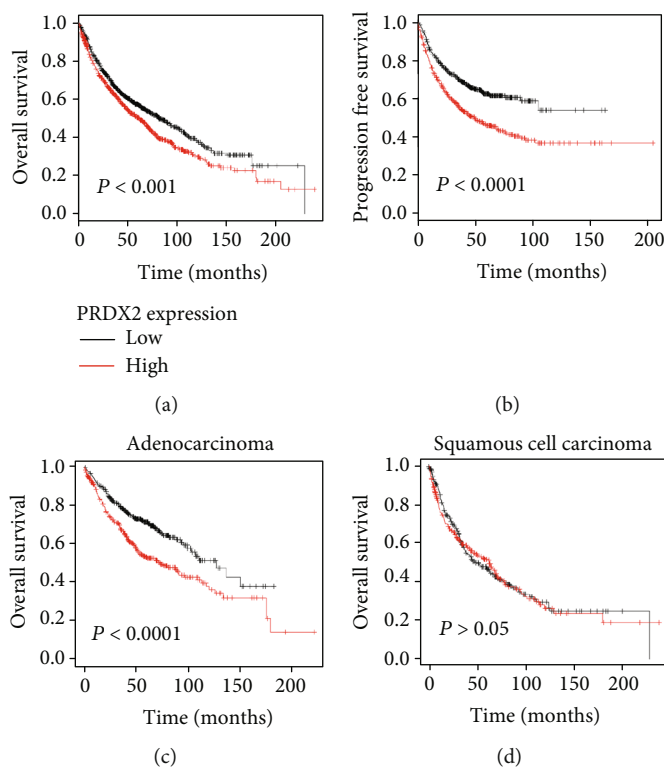 Overall survival
1.0
0.8
0.6
0.4
0.2
0.0
P < 0.001
0 50 100 150 200
Time (months)
PRDX2 expression
Low
High
(a)
Progression free survival
1.0
0.8
0.6
0.4
0.2
0.0
P < 0.0001
0 50 100 150 200
Time (months)
(b)
Adenocarcinoma
Overall survival
1.0
0.8
0.6
0.4
0.2
0.0
P < 0.0001
0 50 100 150 200
Time (months)
(c)
Squamous cell carcinoma
Overall survival
1.0
0.8
0.6
0.4
0.2
0.0
P > 0.05
0 50 100 150 200
Time (months)
(d)